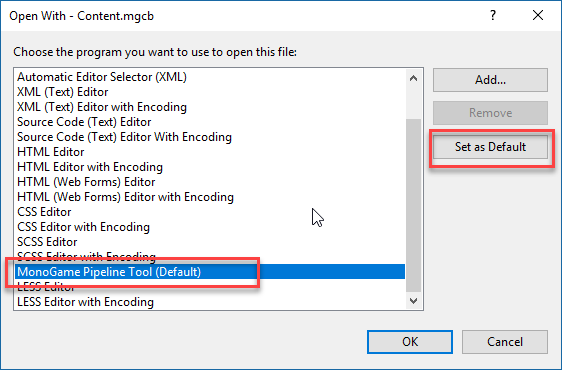 Open With - Content.mgcb
Choose the program you want to use to open this file:
Automatic Editor Selector (XML)
XML (Text) Editor
XML (Text) Editor with Encoding
Source Code (Text) Editor
Source Code (Text) Editor With Encoding
HTML Editor
HTML Editor with Encoding
HTML (Web Forms) Editor
HTML (Web Forms) Editor with Encoding
CSS Editor
CSS Editor with Encoding
SCSS Editor
SCSS Editor with Encoding
MonoGame Pipeline Tool (Default)
LESS Editor
LESS Editor with Encoding
Add...
Remove
Set as Default
OK
Cancel